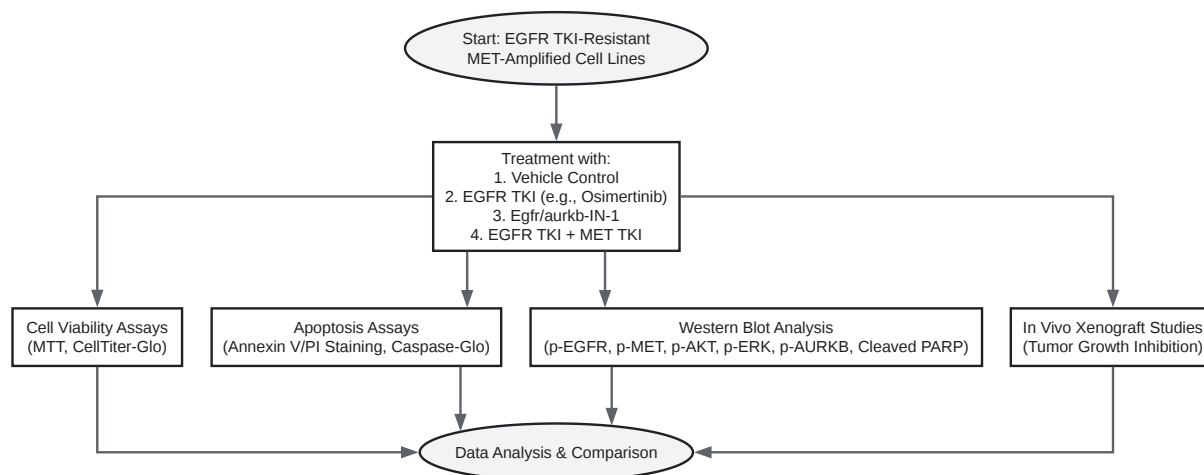 Start: EGFR TKI-Resistant
MET-Amplified Cell Lines
Treatment with:
1. Vehicle Control
2. EGFR TKI (e.g., Osimertinib)
3. Egfr/aurkb-IN-1
4. EGFR TKI + MET TKI
Cell Viability Assays
(MTT, CellTiter-Glo)
Apoptosis Assays
(Annexin V/PI Staining, Caspase-Glo)
Western Blot Analysis
(p-EGFR, p-MET, p-AKT, p-ERK, p-AURKB, Cleaved PARP)
In Vivo Xenograft Studies
(Tumor Growth Inhibition)
Data Analysis & Comparison